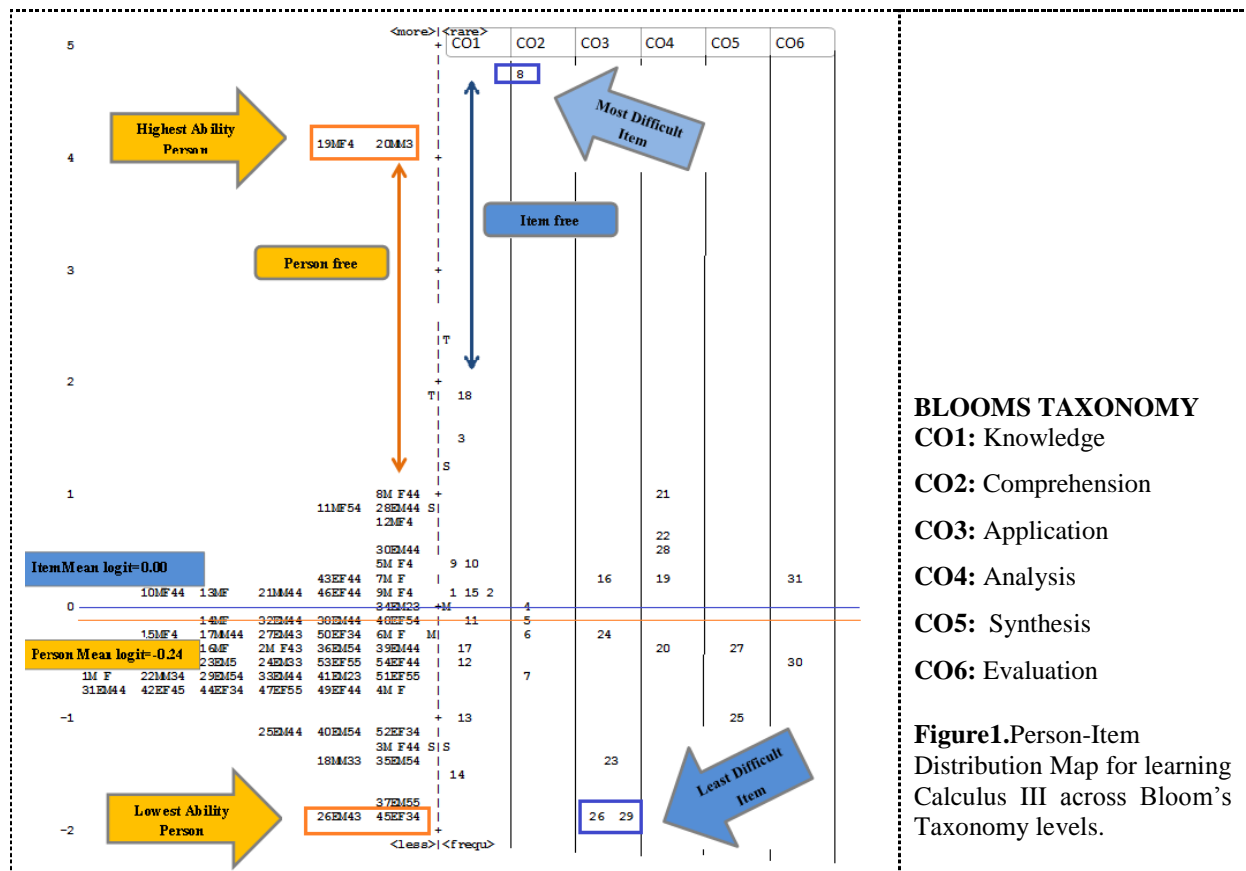 <more>|<rare>
5 + CO1 CO2 CO3 CO4 CO5 CO6
8
Most Difficult
Item
Highest Ability
Person
19MF4 20MM3
4 +
Item free
Person free
3 +
|T
2 +
T| 18
3
|S
1 8M F44 + 21
11MF54 28EM44 S|
12MF4
22
30EM44 28
5M F4 9 10
ItemMean logit=0.00
43EF44 7M F 16 19 31
10MF44 13MF 21MM44 46EF44 9M F4 1 15 2
0 34EM23 +M 4
14MF 32EM44 38EM44 40EF54 11 5
15MF4 17MM44 27EM43 50EF34 6M F M| 6 24
Person Mean logit=-0.24
16MF 2M F43 36EM54 39EM44 17 20 27
23EM5 24EM33 53EF55 54EF44 12 30
1M F 22MM34 29EM54 33EM44 41EM23 51EF55 7
31EM44 42EF45 44EF34 47EF55 49EF44 4M F
-1 + 13 25
25EM44 40EM54 52EF34
3M F44 S|S
18MM33 35EM54 23
14
Least Difficult
Item
37EM55
Lowest Ability
Person
26EM43 45EF34 26 29
-2 +
<less>|<frequ>
BLOOMS TAXONOMY
CO1: Knowledge
CO2: Comprehension
CO3: Application
CO4: Analysis
CO5: Synthesis
CO6: Evaluation
Figure1.Person-Item
Distribution Map for learning
Calculus III across Bloom’s
Taxonomy levels.